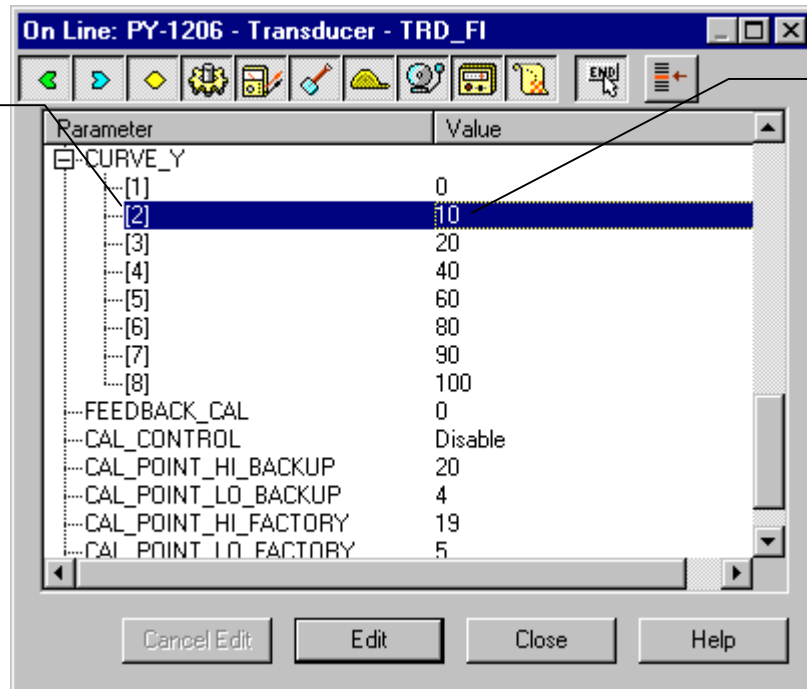 On Line: PY-1206 - Transducer - TRD_FI
END
Parameter Value
CURVE_Y
[1] 0
[2] 10
[3] 20
[4] 40
[5] 60
[6] 80
[7] 90
[8] 100
FEEDBACK_CAL 0
CAL_CONTROL Disable
CAL_POINT_HI_BACKUP 20
CAL_POINT_LO_BACKUP 4
CAL_POINT_HI_FACTORY 19
CAL_POINT_LO_FACTORY 5
Cancel Edit Edit Close Help